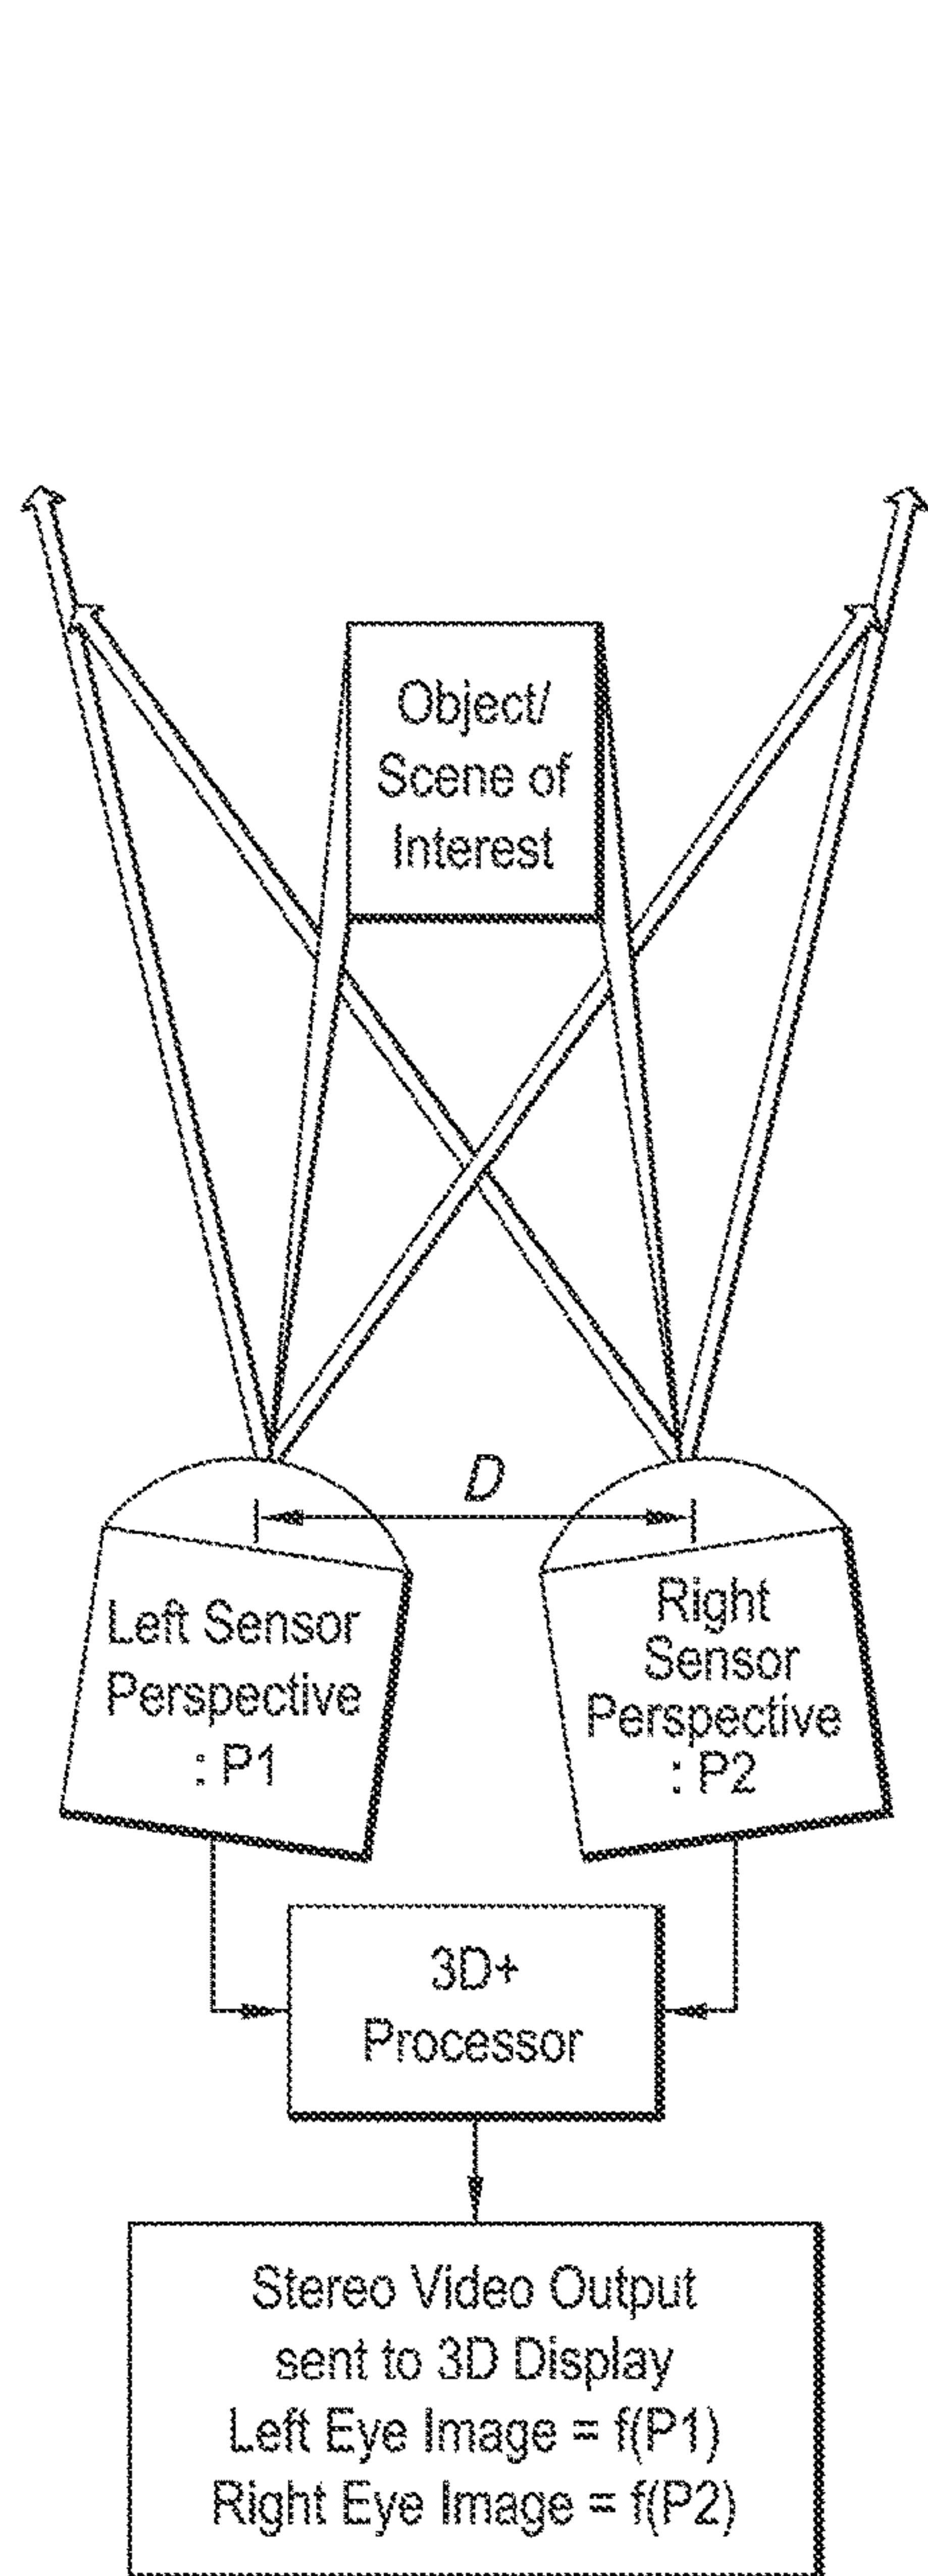 Object/
Scene of
Interest
D
Left Sensor
Perspective
: P1
Right
Sensor
Perspective
: P2
3D+
Processor
Stereo Video Output
sent to 3D Display
Left Eye Image = f(P1)
Right Eye Image = f(P2)